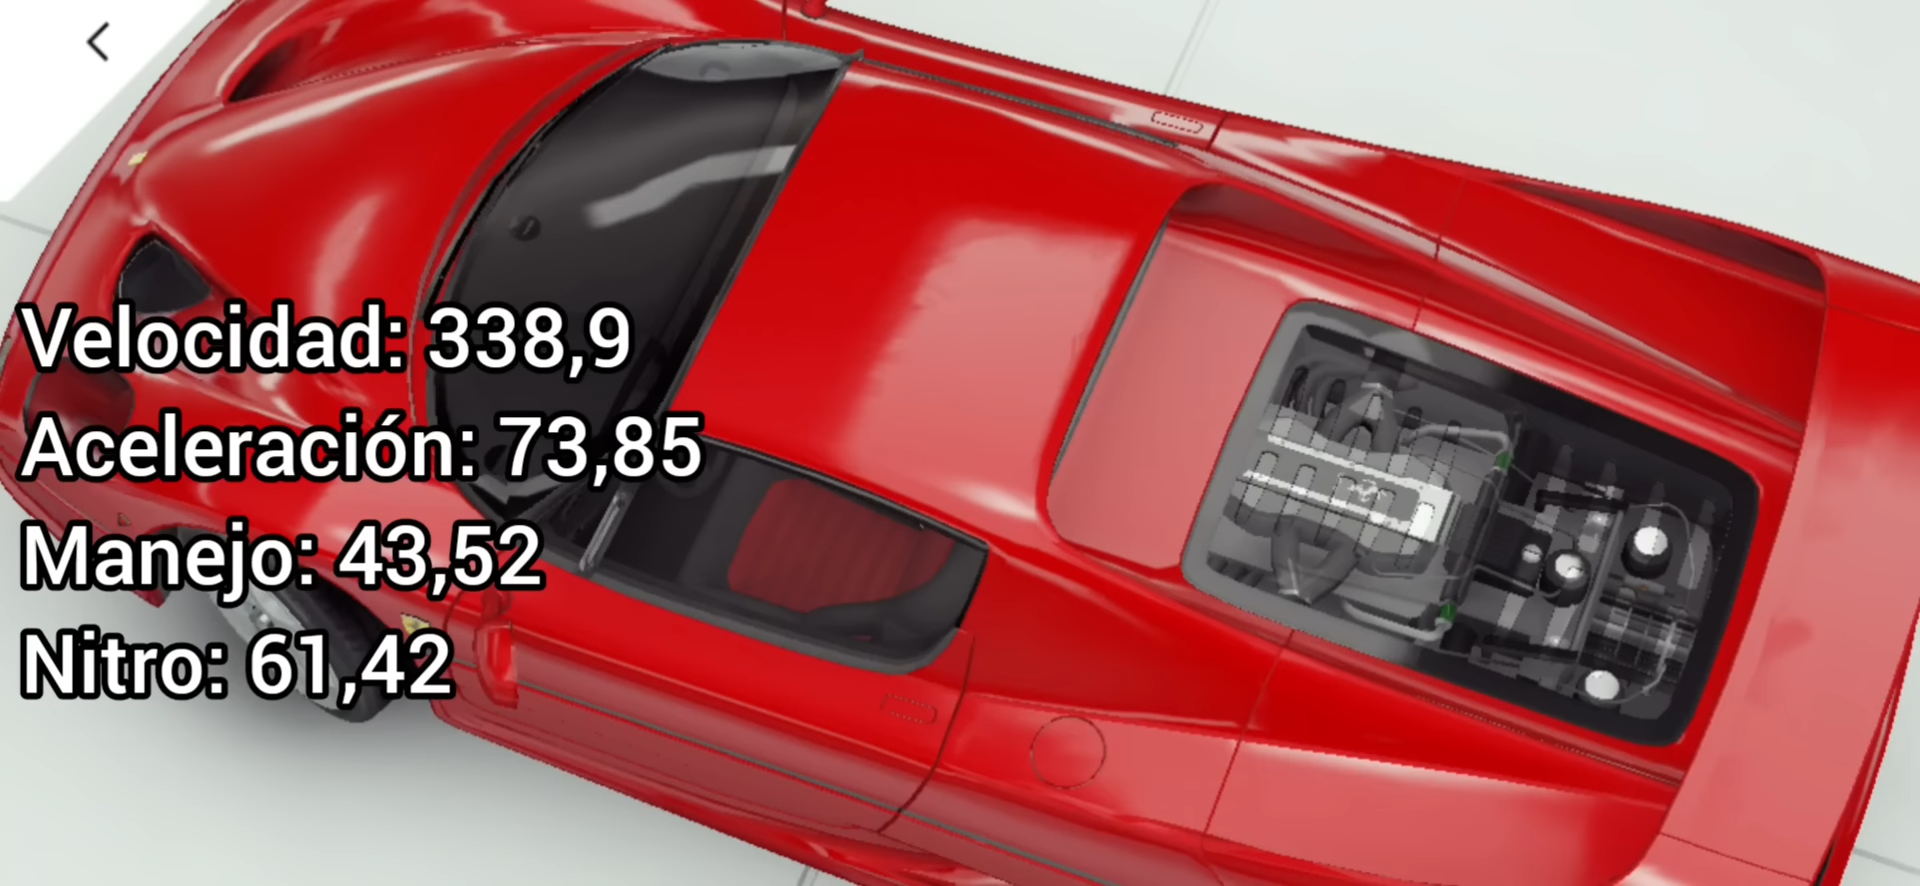 Velocidad: 338,9
Aceleración: 73,85
Manejo: 43,52
Nitro: 61,42